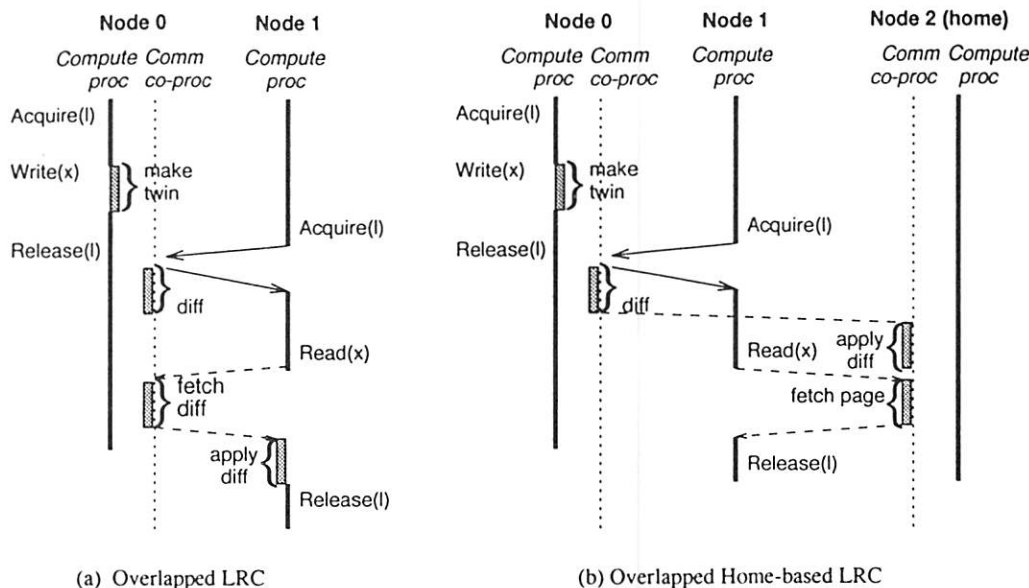 Node 0
Node 1
Compute
proc
Comm
co-proc
Compute
proc
Acquire(l)
Write(x)
make
twin
Acquire(l)
Release(l)
diff
Read(x)
fetch
diff
apply
diff
Release(l)
(a) Overlapped LRC
Node 0
Node 1
Node 2 (home)
Compute
proc
Comm
co-proc
Compute
proc
Comm
co-proc
Compute
proc
Acquire(l)
Write(x)
make
twin
Acquire(l)
Release(l)
diff
Read(x)
apply
diff
fetch page
Release(l)
(b) Overlapped Home-based LRC